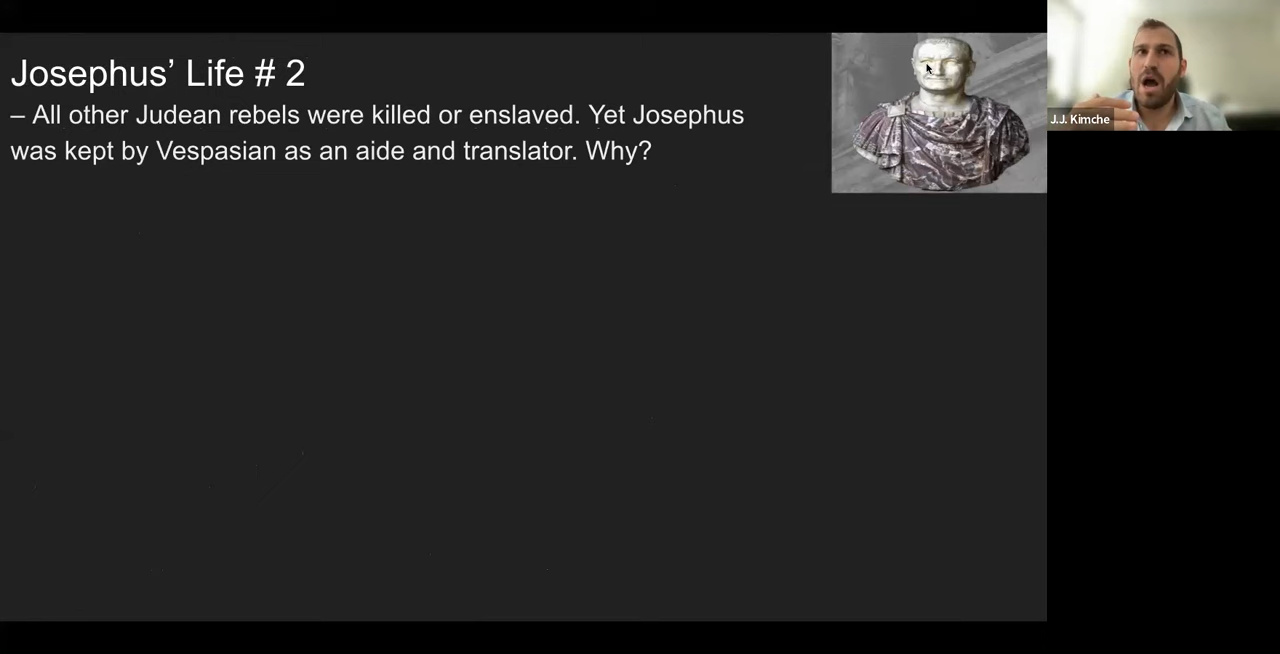 Josephus’ Life # 2
– All other Judean rebels were killed or enslaved. Yet Josephus
was kept by Vespasian as an aide and translator. Why?
J.J. Kimche